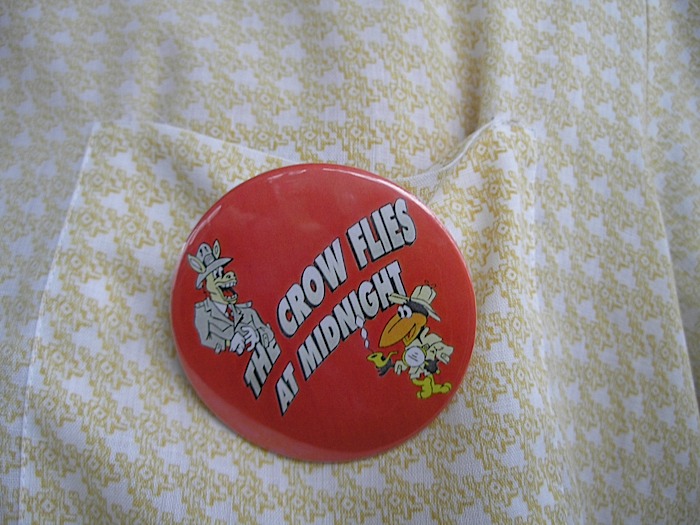 THE CROW FLIES
AT MIDNIGHT